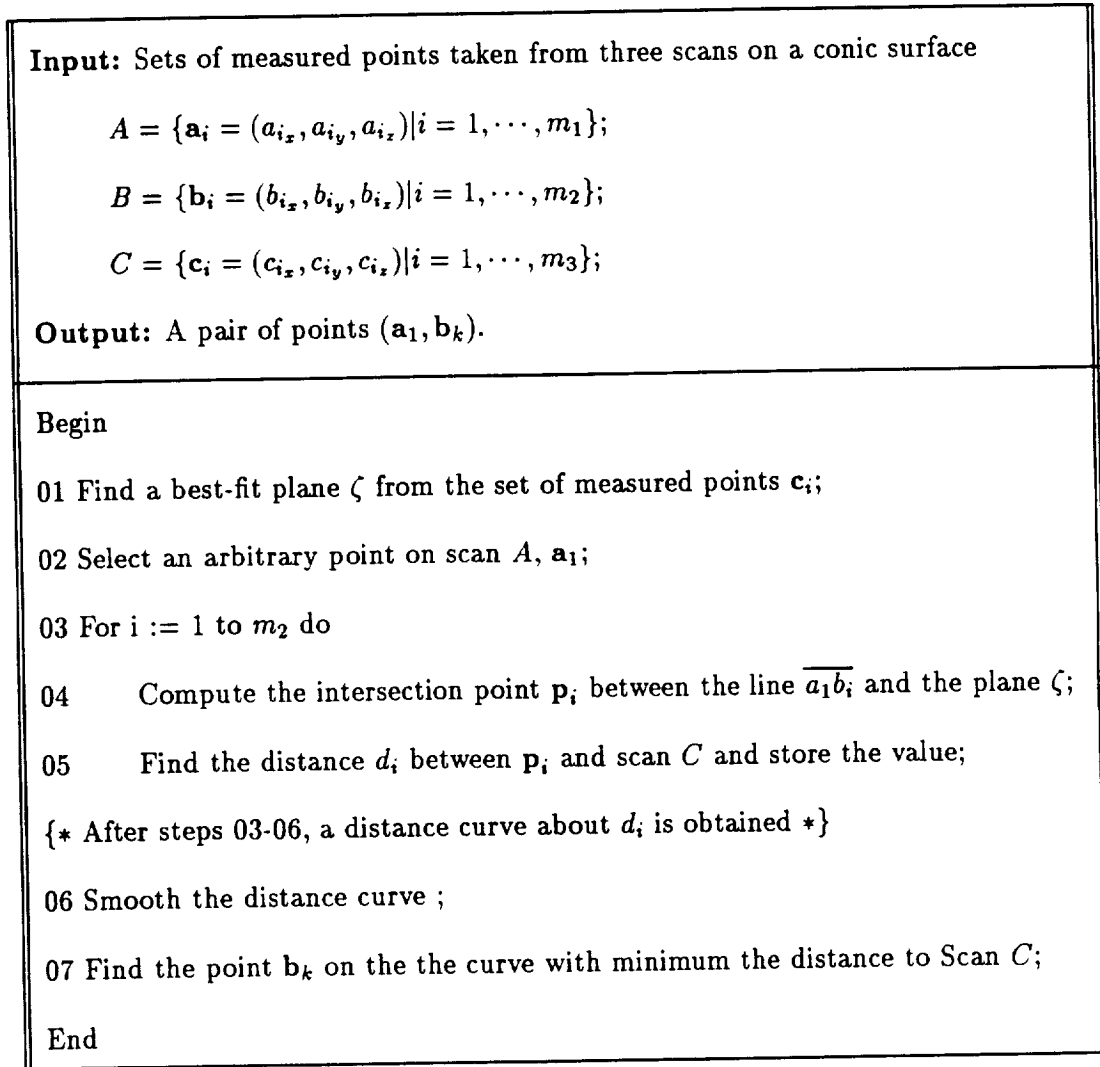 Input: Sets of measured points taken from three scans on a conic surface
A = {a_i = (a_{i_x}, a_{i_y}, a_{i_z})|i = 1, ···, m_1};
B = {b_i = (b_{i_x}, b_{i_y}, b_{i_z})|i = 1, ···, m_2};
C = {c_i = (c_{i_x}, c_{i_y}, c_{i_z})|i = 1, ···, m_3};
Output: A pair of points (a_1, b_k).
Begin
01 Find a best-fit plane ζ from the set of measured points c_i;
02 Select an arbitrary point on scan A, a_1;
03 For i := 1 to m_2 do
04 Compute the intersection point p_i between the line \overline{a_1b_i} and the plane ζ;
05 Find the distance d_i between p_i and scan C and store the value;
{* After steps 03-06, a distance curve about d_i is obtained *}
06 Smooth the distance curve ;
07 Find the point b_k on the the curve with minimum the distance to Scan C;
End